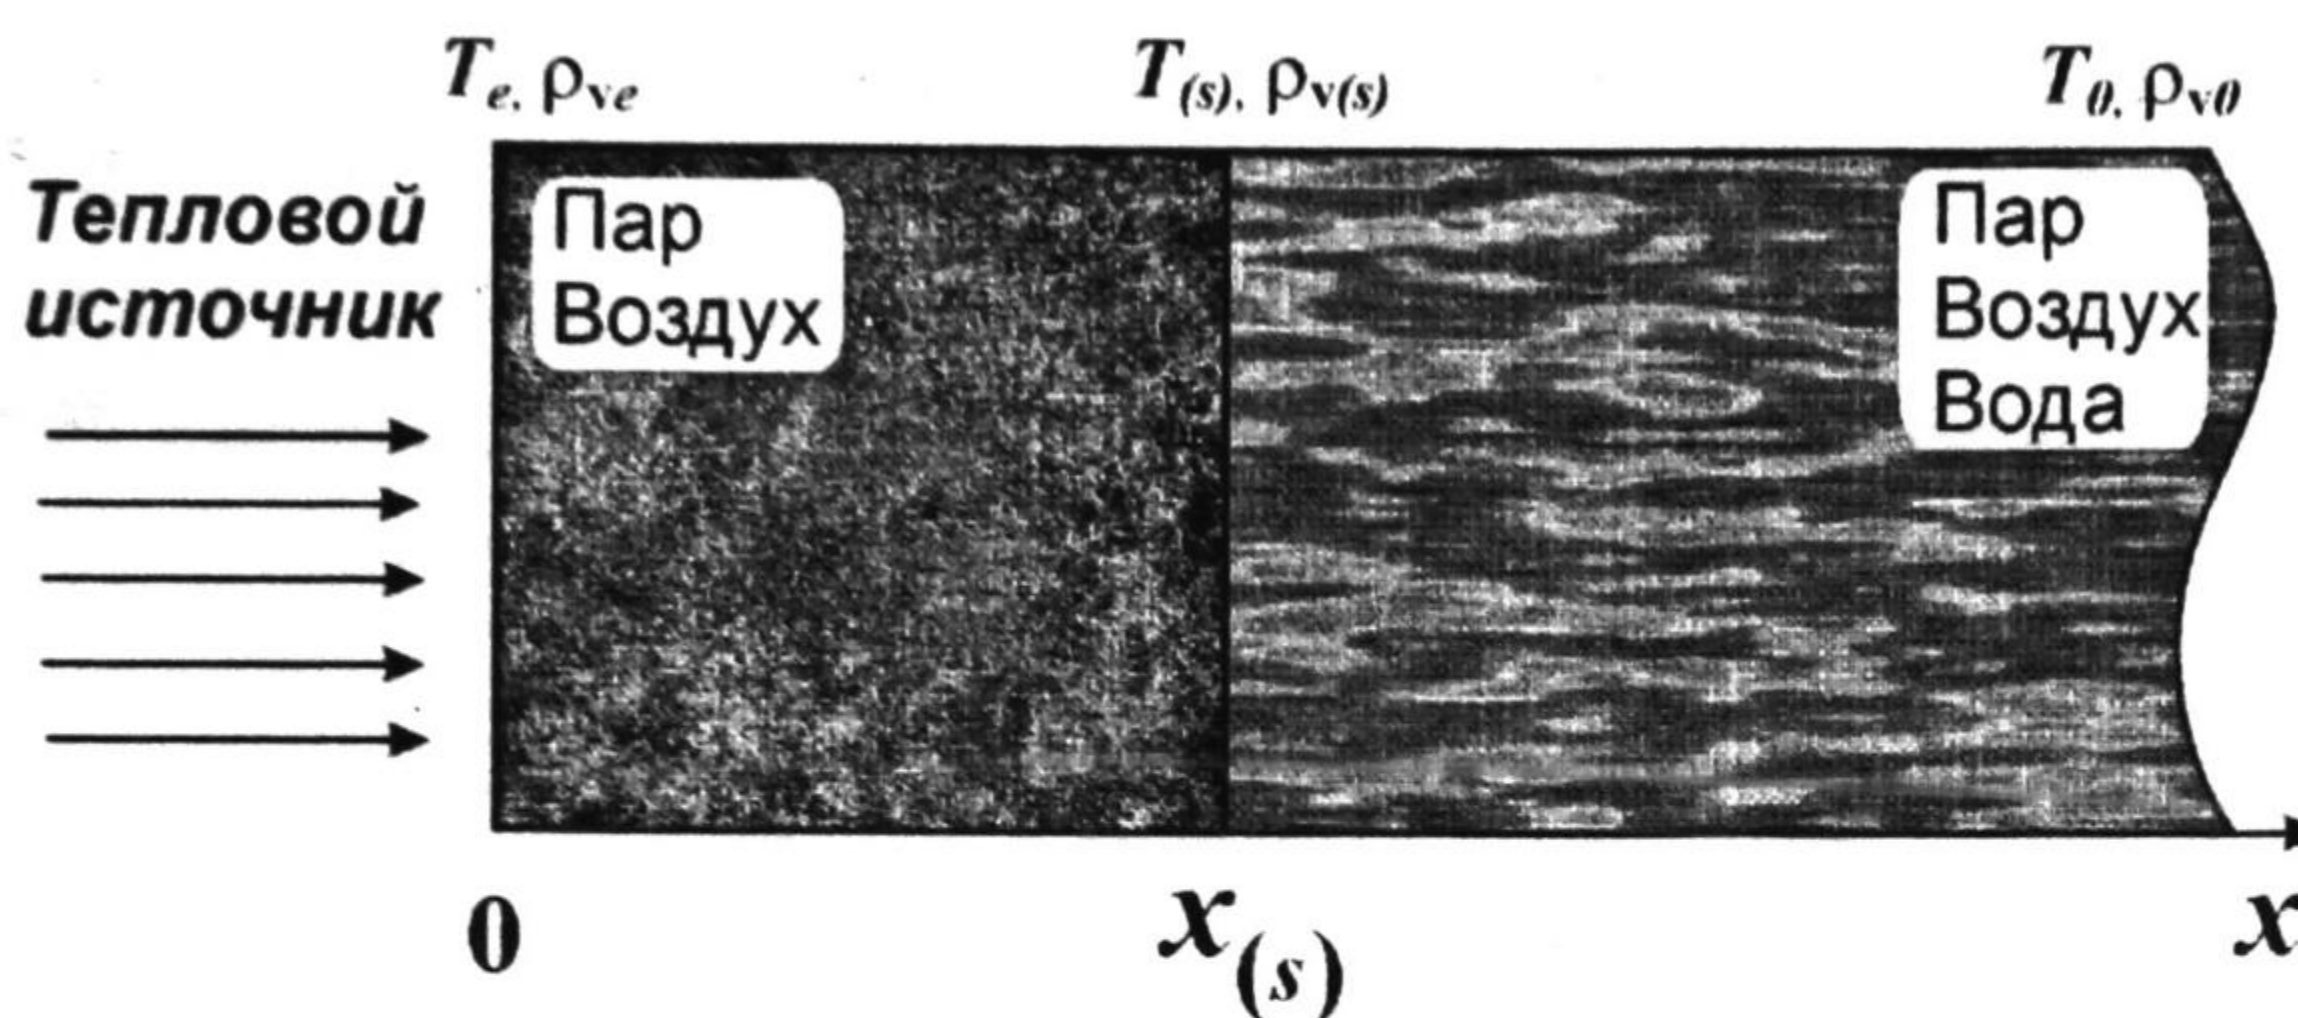 T_e, ρ_ve
T_(s), ρ_v(s)
T_0, ρ_v0
Тепловой
источник
Пар
Воздух
Пар
Воздух
Вода
0
x_(s)
x